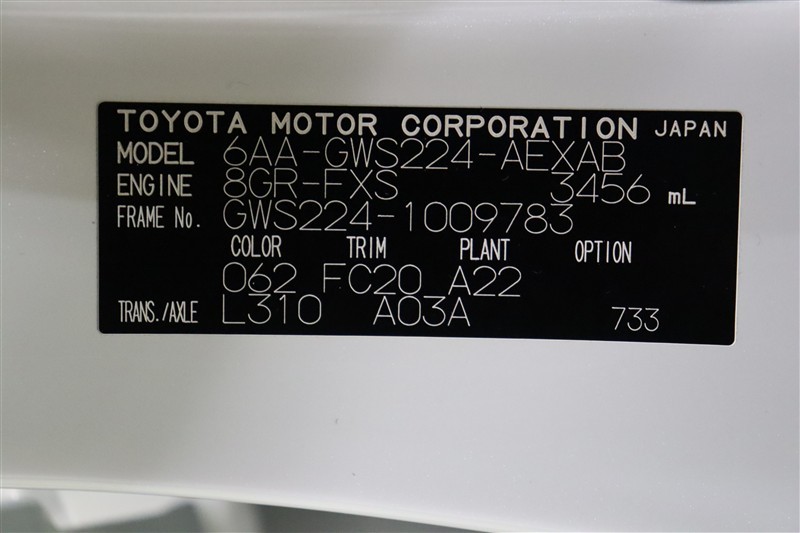 TOYOTA MOTOR CORPORATION JAPAN
MODEL 6AA-GWS224-AEXAB
ENGINE 8GR-FXS 3456 mL
FRAME No. GWS224-1009783
COLOR TRIM PLANT OPTION
062 FC20 A22
TRANS./AXLE L310 A03A 733